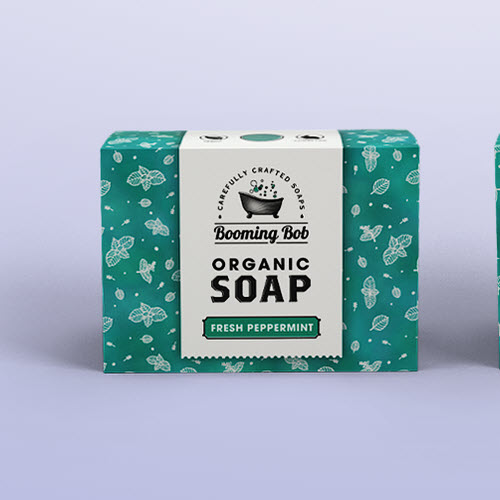 CAREFULLY CRAFTED SOAPS
Booming Bob
ORGANIC
SOAP
FRESH PEPPERMINT